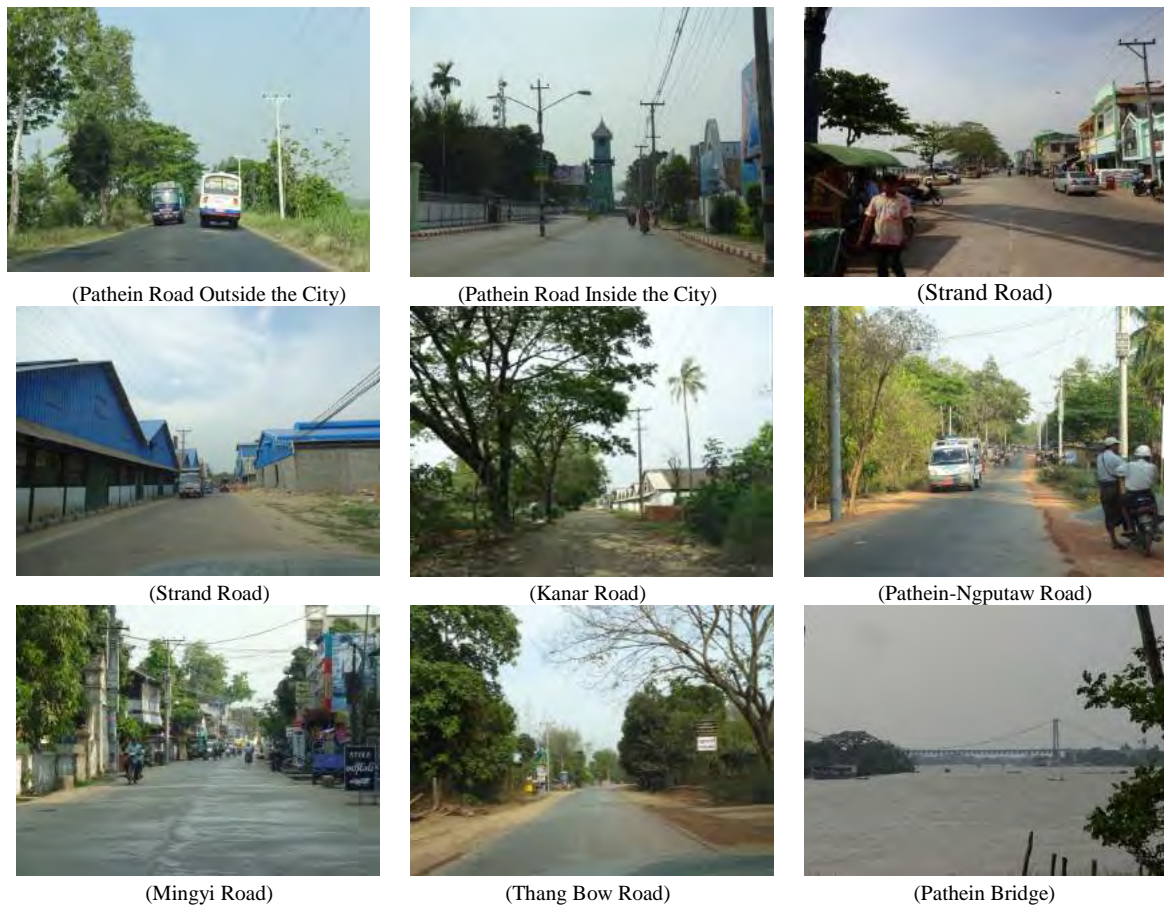 (Pathein Road Outside the City)
(Pathein Road Inside the City)
(Strand Road)
(Strand Road)
(Kanar Road)
(Pathein-Ngputaw Road)
(Mingyi Road)
(Thang Bow Road)
(Pathein Bridge)